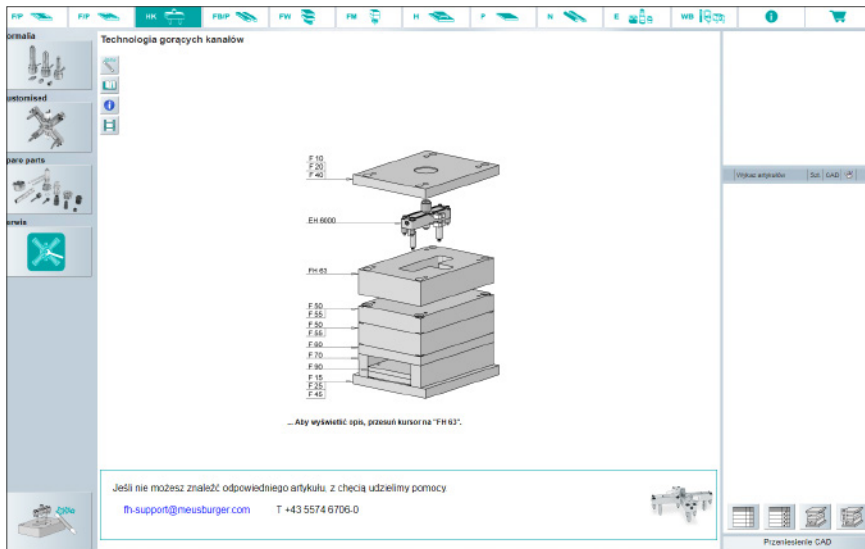 F/P
F/P
HK
FB/P
FW
FM
H
P
N
E
WB
ormalia
ustomised
pare parts
erwis
Technologia gorących kanałów
F 10
F 20
F 40
EH 6000
FH 63
F 50
F 55
F 50
F 55
F 60
F 70
F 90
F 15
F 25
F 45
... Aby wyświetlić opis, przesuń kursor na "FH 63".
Jeśli nie możesz znaleźć odpowiedniego artykułu, z chęcią udzielimy pomocy
fh-support@meusburger.com T +43 5574 6706-0
Wykaz artykułów Szt. CAD
Przeniesienie CAD